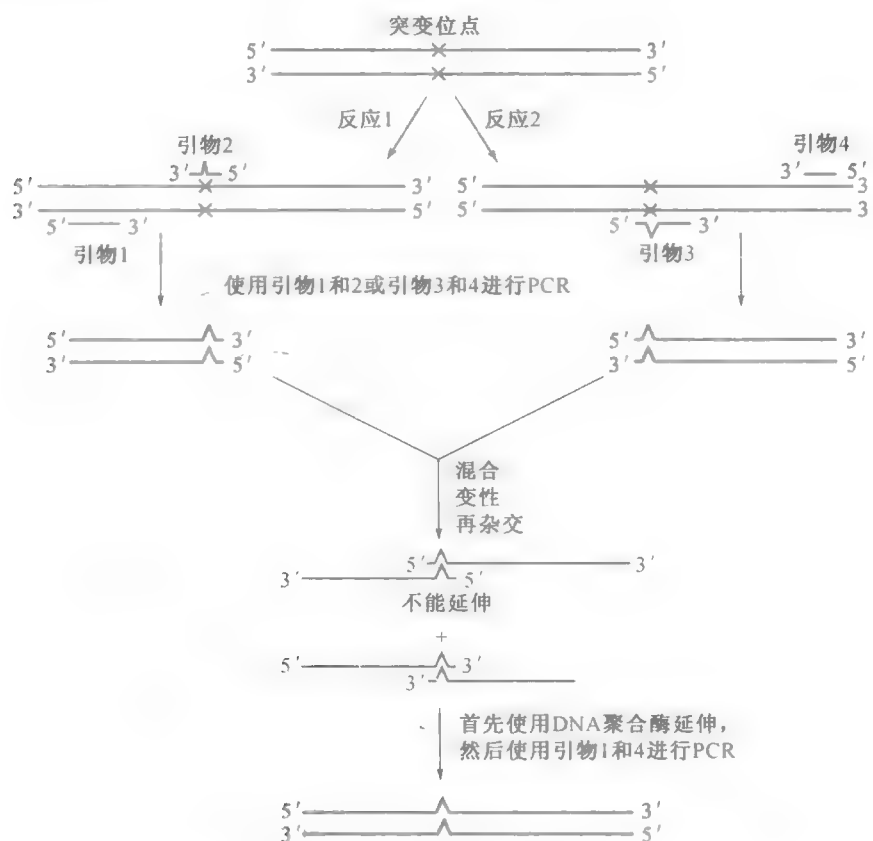 突变位点
5′ 3′
3′ 5′
反应1 反应2
引物2 引物4
3′ 5′ 3′ 5′
5′ 3′ 5′ 3
3′ 5′ 5′ 3
5′ 3′ 5′ 3′
引物1 引物3
使用引物1和2或引物3和4进行PCR
5′ 3′ 5′ 3′
3′ 5′ 3′ 5′
混合
变性
再杂交
5′ 3′
3′ 5′
不能延伸
+
5′ 3′
3′
首先使用DNA聚合酶延伸,
然后使用引物1和4进行PCR
5′ 3′
3′ 5′